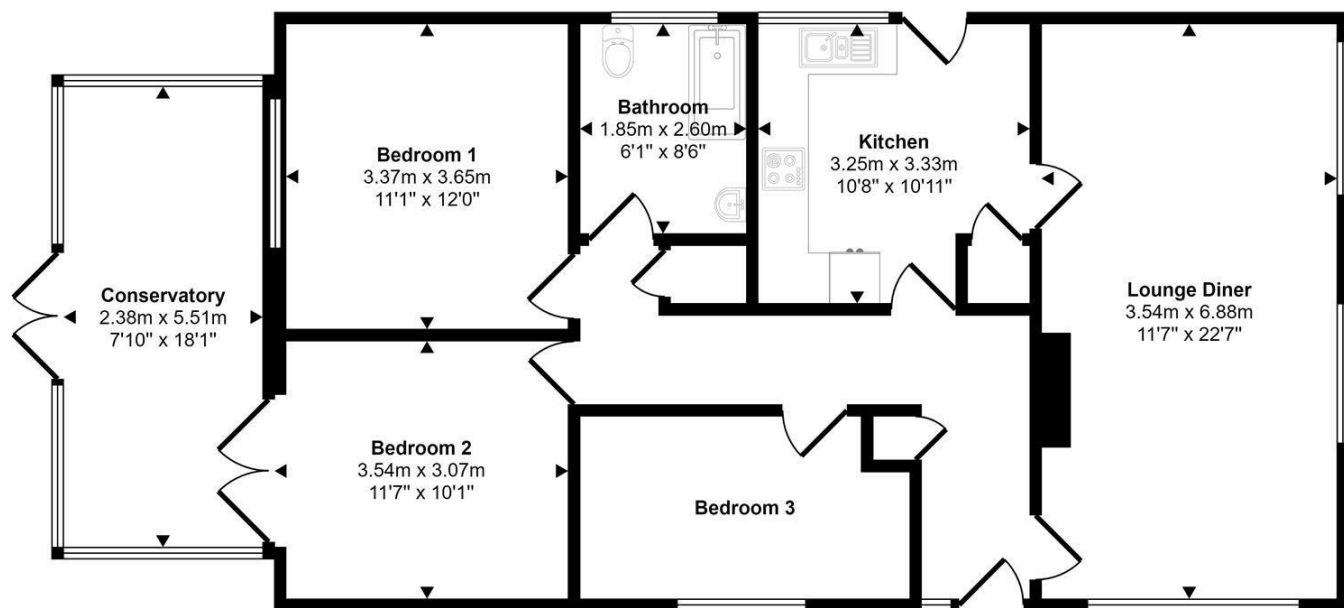 Bathroom
1.85m x 2.60m
6'1" x 8'6"
Kitchen
3.25m x 3.33m
10'8" x 10'11"
Bedroom 1
3.37m x 3.65m
11'1" x 12'0"
Conservatory
2.38m x 5.51m
7'10" x 18'1"
Lounge Diner
3.54m x 6.88m
11'7" x 22'7"
Bedroom 2
3.54m x 3.07m
11'7" x 10'1"
Bedroom 3